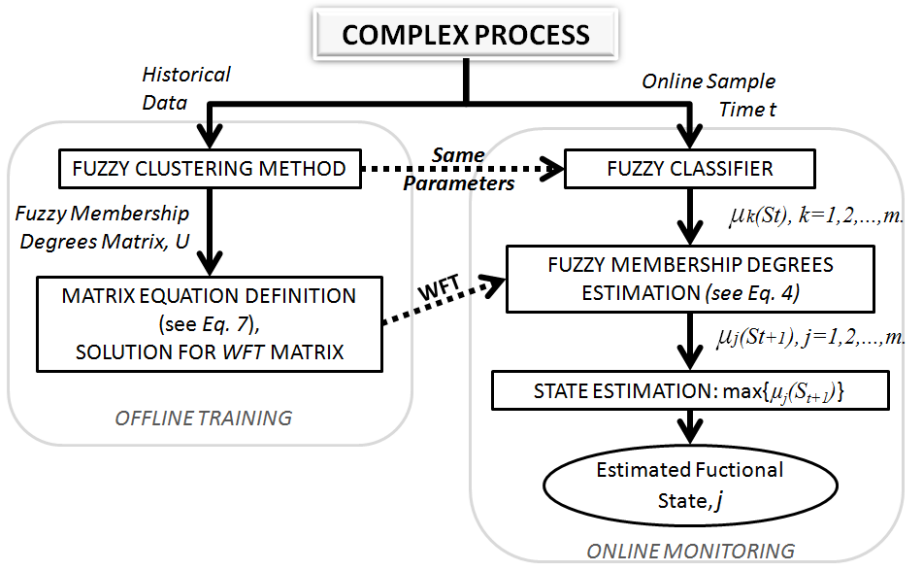 COMPLEX PROCESS
Historical
Data
Online Sample
Time t
FUZZY CLUSTERING METHOD
Same
Parameters
FUZZY CLASSIFIER
Fuzzy Membership
Degrees Matrix, U
μk(St), k=1,2,...,m.
MATRIX EQUATION DEFINITION
(see Eq. 7),
SOLUTION FOR WFT MATRIX
WFT
FUZZY MEMBERSHIP DEGREES
ESTIMATION (see Eq. 4)
μj(St+1), j=1,2,...,m.
STATE ESTIMATION: max{μj(St+1)}
OFFLINE TRAINING
Estimated Fuctional
State, j
ONLINE MONITORING